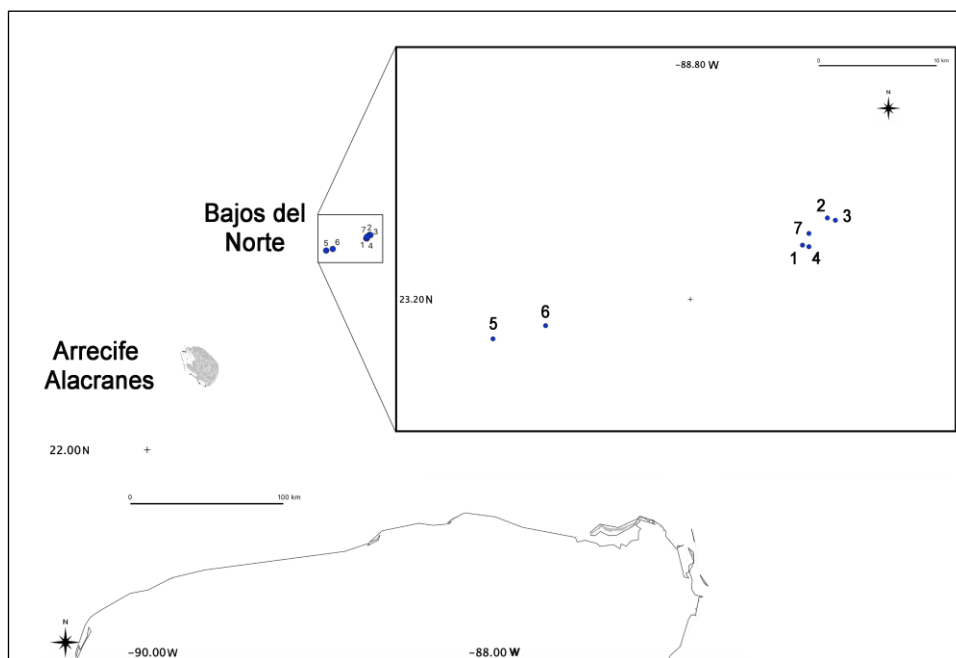 -88.80 W
0 10 km
N
2
3
7
1 4
23.20 N
5
6
Bajos del
Norte
5 6
7 2 3
1 4
Arrecife
Alacranes
22.00 N
0 100 km
N
-90.00 W
-88.00 W